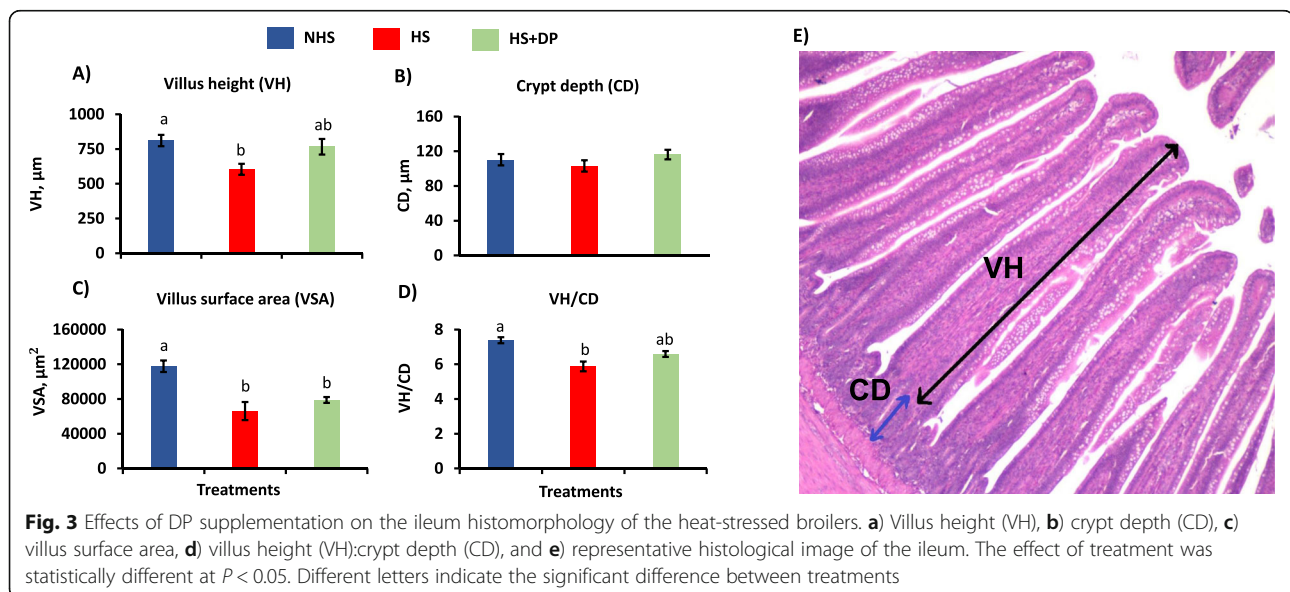 NHS HS HS+DP
A)
Villus height (VH)
1000
750
500
250
0
VH, µm
a
b
ab
B)
Crypt depth (CD)
160
120
80
40
0
CD, µm
C)
Villus surface area (VSA)
160000
120000
80000
40000
0
VSA, µm²
a
b
b
Treatments
D)
VH/CD
8
6
4
2
0
VH/CD
a
b
ab
Treatments
E)
VH
CD
Fig. 3 Effects of DP supplementation on the ileum histomorphology of the heat-stressed broilers. a) Villus height (VH), b) crypt depth (CD), c)
villus surface area, d) villus height (VH):crypt depth (CD), and e) representative histological image of the ileum. The effect of treatment was
statistically different at P < 0.05. Different letters indicate the significant difference between treatments